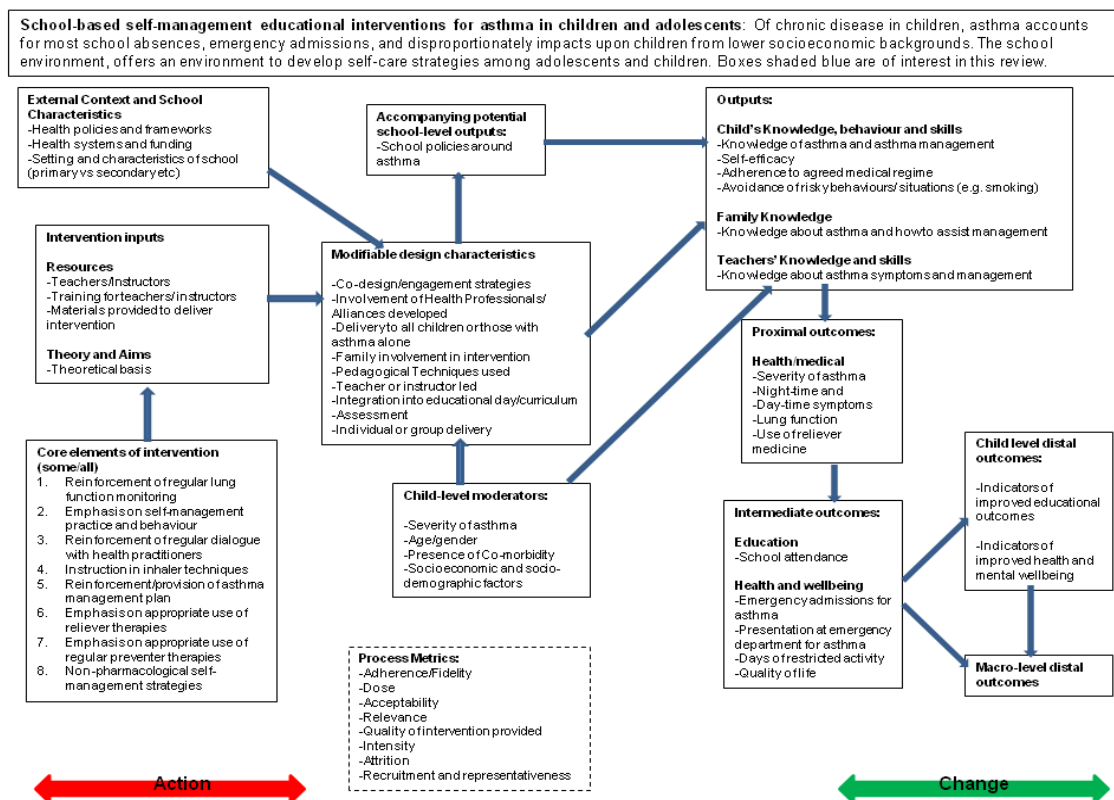 School-based self-management educational interventions for asthma in children and adolescents: Of chronic disease in children, asthma accounts
for most school absences, emergency admissions, and disproportionately impacts upon children from lower socioeconomic backgrounds. The school
environment, offers an environment to develop self-care strategies among adolescents and children. Boxes shaded blue are of interest in this review.
External Context and School
Characteristics
-Health policies and frameworks
-Health systems and funding
-Setting and characteristics of school
(primary vs secondary etc)
Accompanying potential
school-level outputs:
-School policies around
asthma
Outputs:
Child's Knowledge, behaviour and skills
-Knowledge of asthma and asthma management
-Self-efficacy
-Adherence to agreed medical regime
-Avoidance of risky behaviours/ situations (e.g. smoking)
Family Knowledge
-Knowledge about asthma and how to assist management
Teachers' Knowledge and skills
-Knowledge about asthma symptoms and management
Intervention inputs
Resources
-Teachers/Instructors
-Training for teachers/ instructors
-Materials provided to deliver
intervention
Theory and Aims
-Theoretical basis
Modifiable design characteristics
-Co-design/engagement strategies
-Involvement of Health Professionals/
Alliances developed
-Delivery to all children or those with
asthma alone
-Family involvement in intervention
-Pedagogical Techniques used
-Teacher or instructor led
-Integration into educational day/curriculum
-Assessment
-Individual or group delivery
Proximal outcomes:
Health/medical
-Severity of asthma
-Night-time and
-Day-time symptoms
-Lung function
-Use of reliever
medicine
Core elements of intervention
(some/all)
1. Reinforcement of regular lung
function monitoring
2. Emphasis on self-management
practice and behaviour
3. Reinforcement of regular dialogue
with health practitioners
4. Instruction in inhaler techniques
5. Reinforcement/provision of asthma
management plan
6. Emphasis on appropriate use of
reliever therapies
7. Emphasis on appropriate use of
regular preventer therapies
8. Non-pharmacological self-
management strategies
Child-level moderators:
-Severity of asthma
-Age/gender
-Presence of Co-morbidity
-Socioeconomic and socio-
demographic factors
Intermediate outcomes:
Education
-School attendance
Health and wellbeing
-Emergency admissions for
asthma
-Presentation at emergency
department for asthma
-Days of restricted activity
-Quality of life
Child level distal
outcomes:
-Indicators of
improved educational
outcomes
-Indicators of
improved health and
mental wellbeing
Macro-level distal
outcomes
Process Metrics:
-Adherence/Fidelity
-Dose
-Acceptability
-Relevance
-Quality of intervention provided
-Intensity
-Attrition
-Recruitment and representativeness
Action
Change